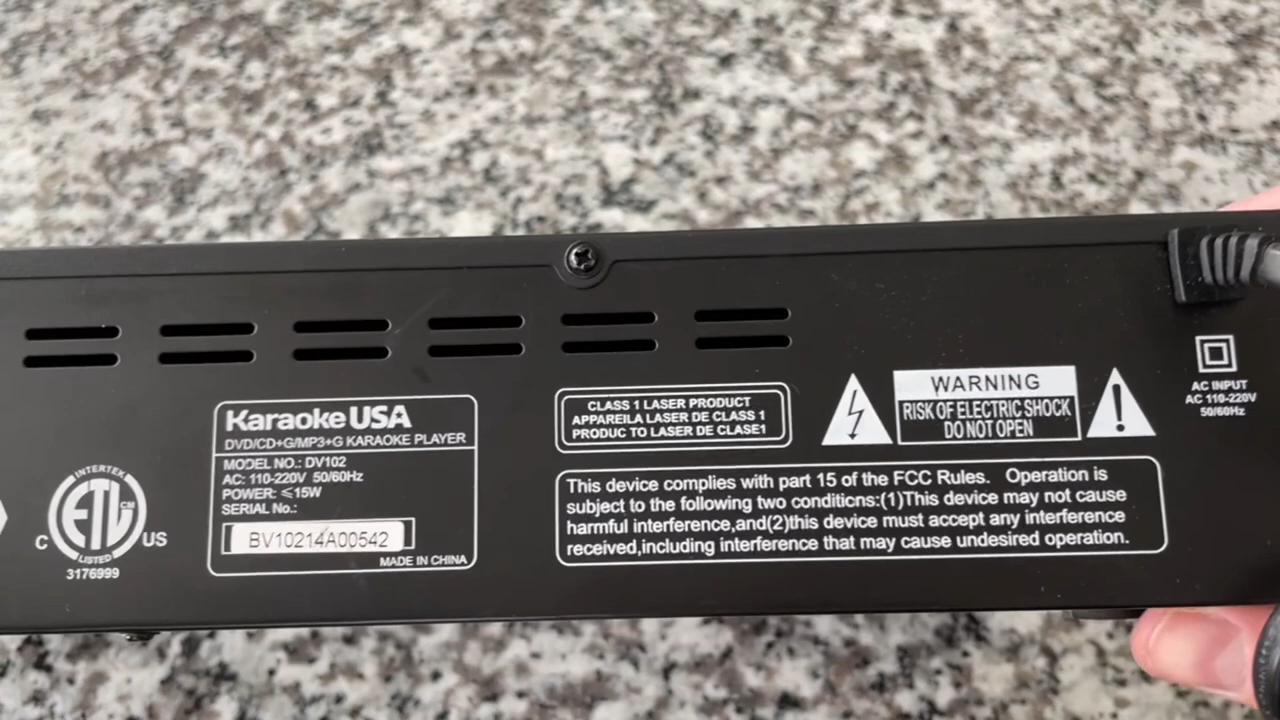 INTERTEK
ETL CM
C US
LISTED
3176999
KaraokeUSA
DVD/CD+G/MP3+G KARAOKE PLAYER
MODEL NO.: DV102
AC: 110-220V 50/60Hz
POWER: ≤15W
SERIAL No.:
BV10214A00542
MADE IN CHINA
CLASS 1 LASER PRODUCT
APPAREILA LASER DE CLASS 1
PRODUC TO LASER DE CLASE1
WARNING
RISK OF ELECTRIC SHOCK
DO NOT OPEN
This device complies with part 15 of the FCC Rules. Operation is
subject to the following two conditicns:(1)This device may not cause
harmful interference,and(2)this device must accept any interference
received,including interference that may cause undesired operation.
AC INPUT
AC 110-220V
50/60Hz